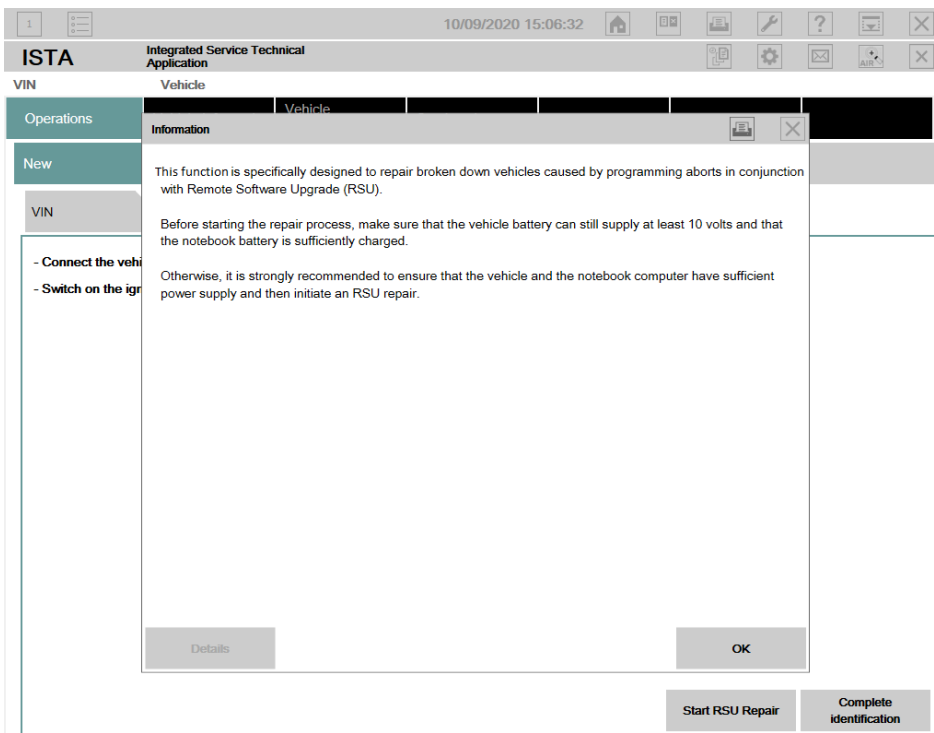 1
10/09/2020 15:06:32
?
ISTA
Integrated Service Technical
Application
AIR
VIN
Vehicle
Operations
Vehicle
Information
New
This function is specifically designed to repair broken down vehicles caused by programming aborts in conjunction
with Remote Software Upgrade (RSU).
VIN
Before starting the repair process, make sure that the vehicle battery can still supply at least 10 volts and that
the notebook battery is sufficiently charged.
- Connect the vehi
Otherwise, it is strongly recommended to ensure that the vehicle and the notebook computer have sufficient
- Switch on the igr
power supply and then initiate an RSU repair.
Details
OK
Start RSU Repair
Complete
identification